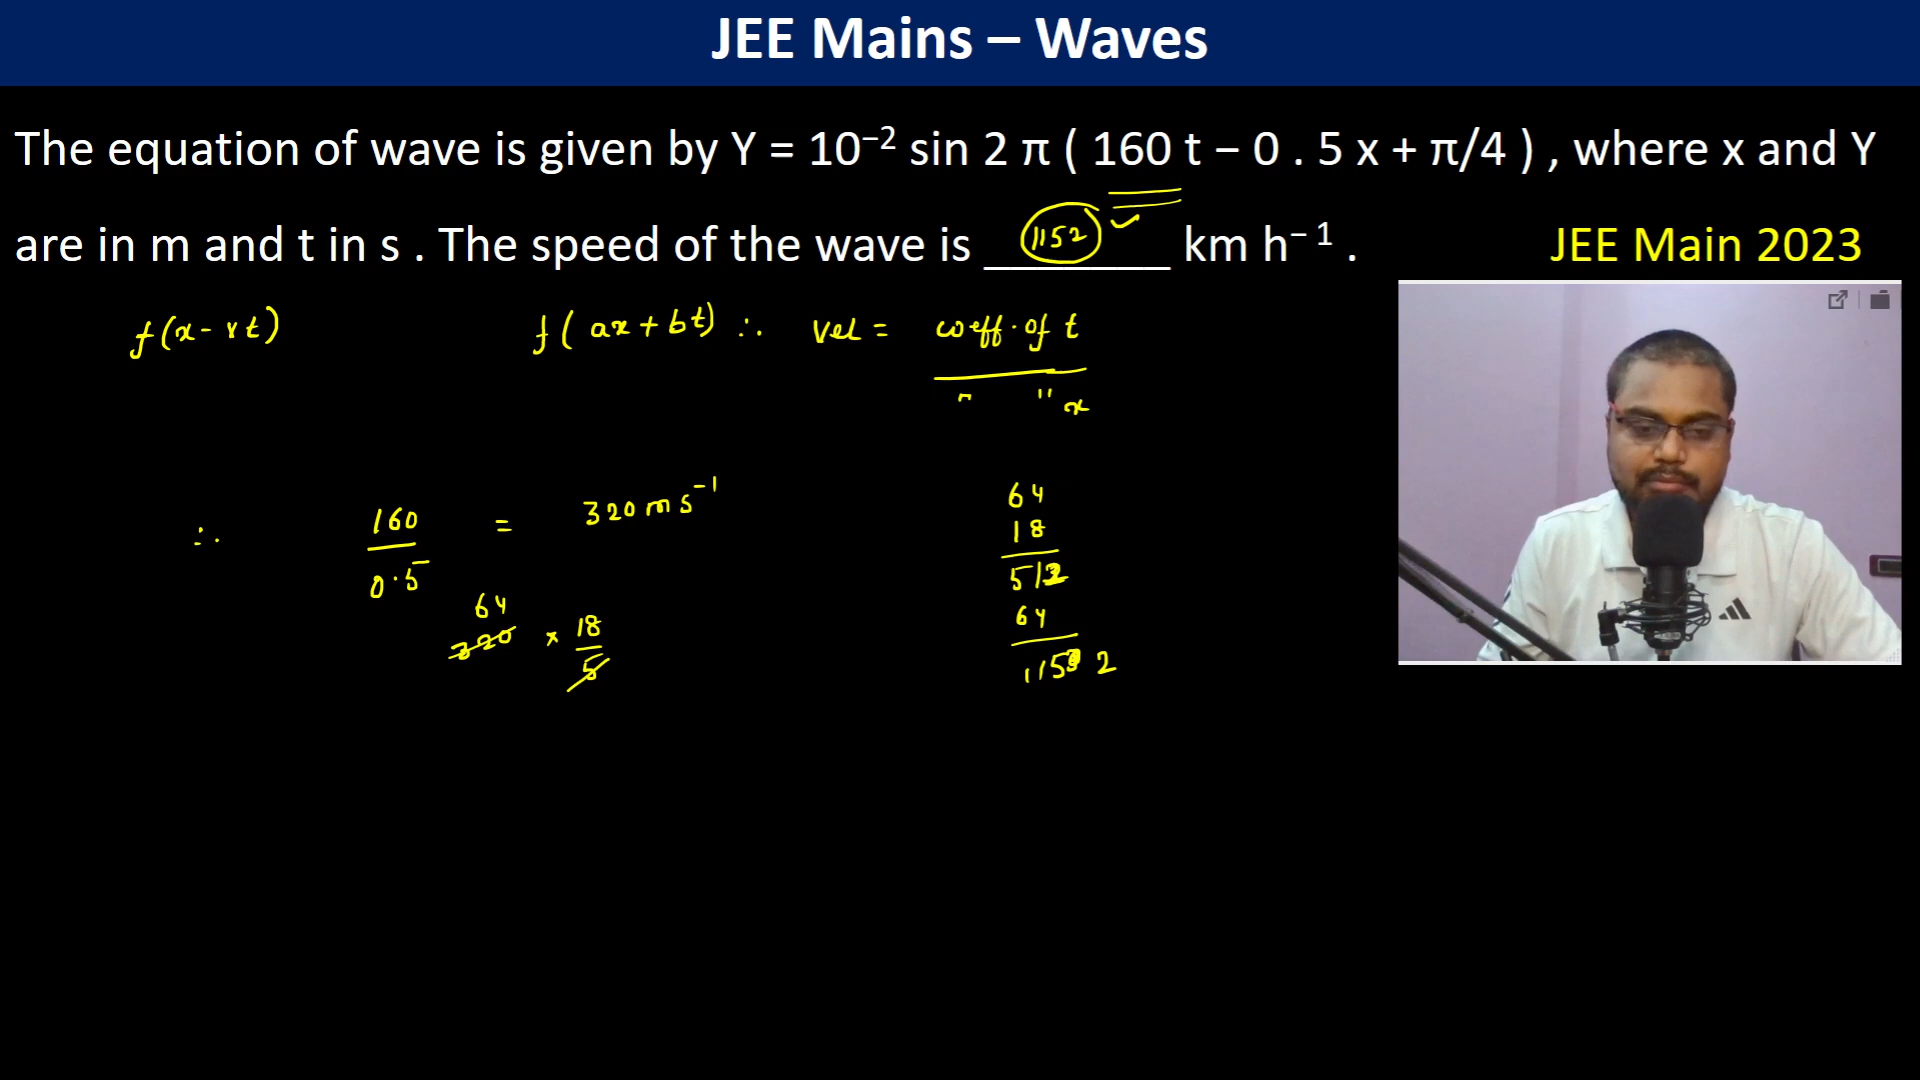 JEE Mains – Waves
The equation of wave is given by Y = 10⁻² sin 2 π ( 160 t − 0 . 5 x + π/4 ) , where x and Y
are in m and t in s . The speed of the wave is 1152 km h⁻ ¹ .
JEE Main 2023
f(x - vt)
f( ax + bt) ∴ vel = coeff. of t
" " x
∴ 160 = 320 m s⁻¹
0.5
64
320 × 18
5
64
18
512
64
1152